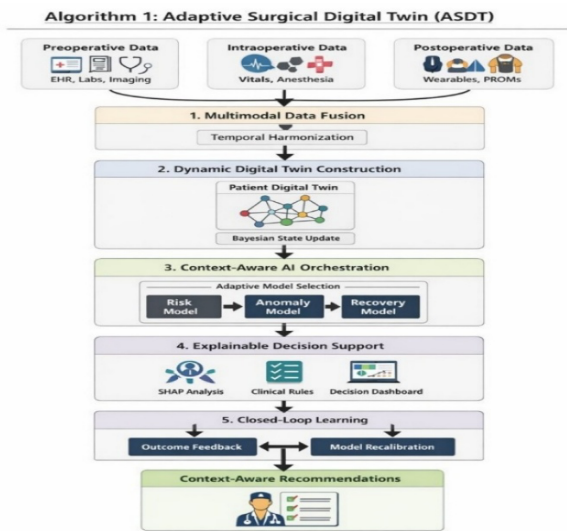 Algorithm 1: Adaptive Surgical Digital Twin (ASDT)
Preoperative Data
EHR, Labs, Imaging
Intraoperative Data
Vitals, Anesthesia
Postoperative Data
Wearables, PROMs
1. Multimodal Data Fusion
Temporal Harmonization
2. Dynamic Digital Twin Construction
Patient Digital Twin
Bayesian State Update
3. Context-Aware AI Orchestration
Adaptive Model Selection
Risk
Model
Anomaly
Model
Recovery
Model
4. Explainable Decision Support
SHAP Analysis
Clinical Rules
Decision Dashboard
5. Closed-Loop Learning
Outcome Feedback
Model Recalibration
Context-Aware Recommendations